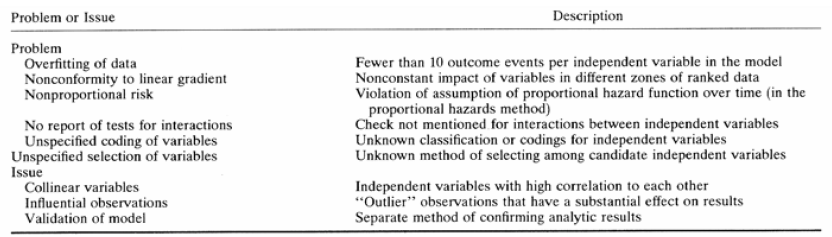 Problem or Issue Description
Problem
Overfitting of data Fewer than 10 outcome events per independent variable in the model
Nonconformity to linear gradient Nonconstant impact of variables in different zones of ranked data
Nonproportional risk Violation of assumption of proportional hazard function over time (in the
proportional hazards method)
No report of tests for interactions Check not mentioned for interactions between independent variables
Unspecified coding of variables Unknown classification or codings for independent variables
Unspecified selection of variables Unknown method of selecting among candidate independent variables
Issue
Collinear variables Independent variables with high correlation to each other
Influential observations “Outlier” observations that have a substantial effect on results
Validation of model Separate method of confirming analytic results